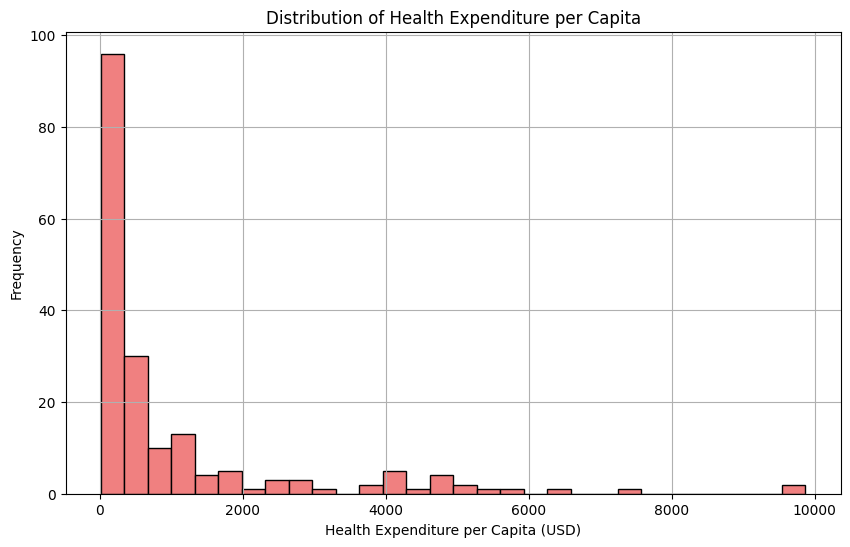 Distribution of Health Expenditure per Capita
100
80
60
40
20
0
Frequency
0 2000 4000 6000 8000 10000
Health Expenditure per Capita (USD)